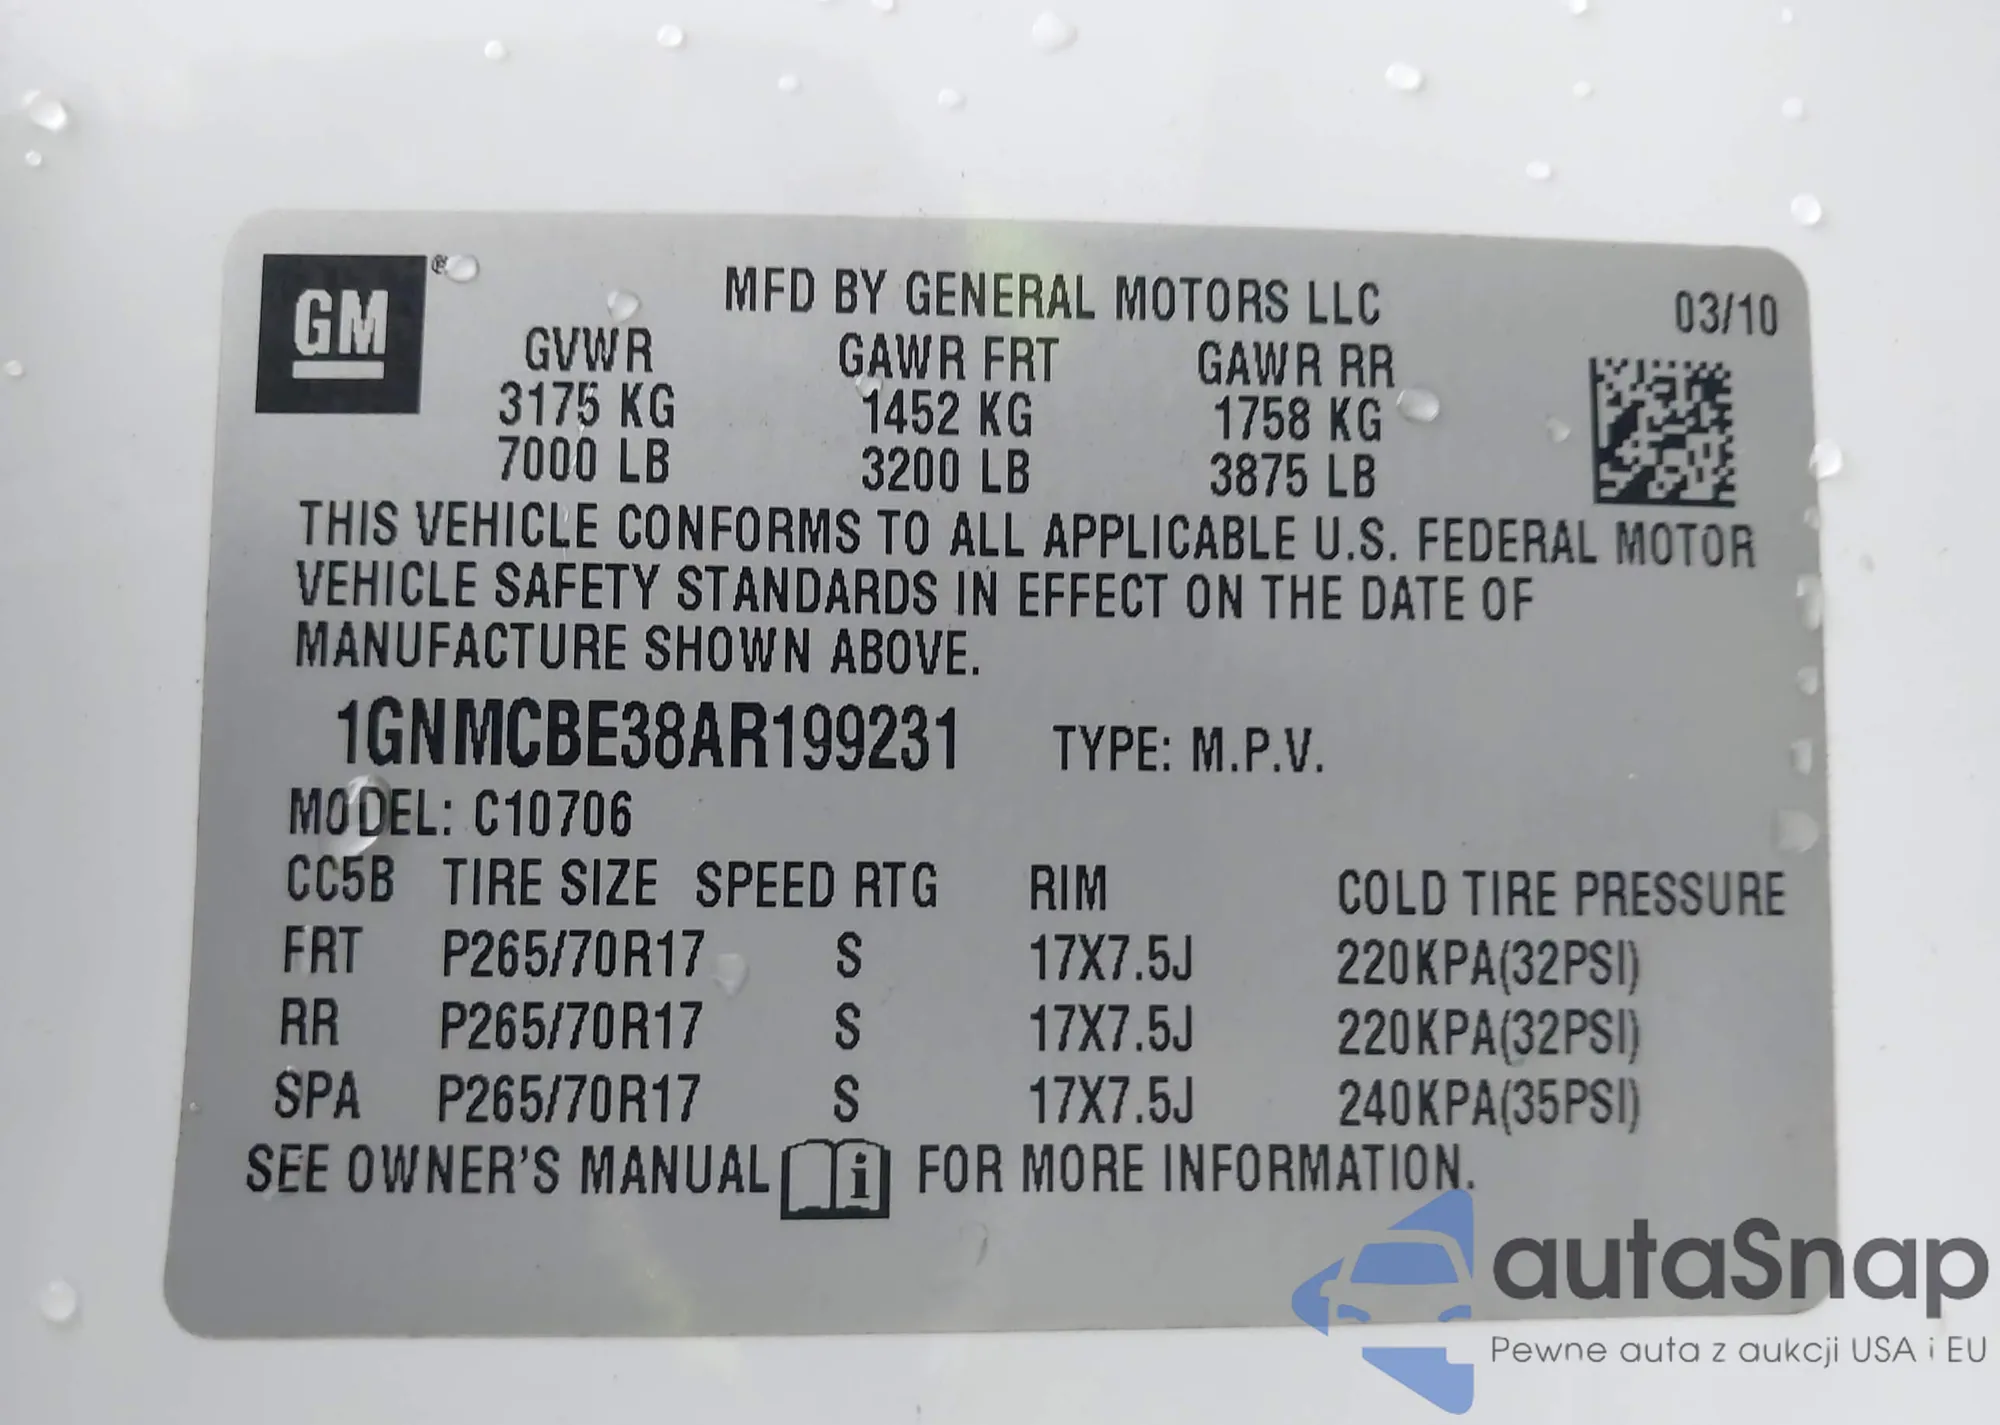 GM ®
MFD BY GENERAL MOTORS LLC 03/10
GVWR GAWR FRT GAWR RR
3175 KG 1452 KG 1758 KG
7000 LB 3200 LB 3875 LB
THIS VEHICLE CONFORMS TO ALL APPLICABLE U.S. FEDERAL MOTOR
VEHICLE SAFETY STANDARDS IN EFFECT ON THE DATE OF
MANUFACTURE SHOWN ABOVE.
1GNMCBE38AR199231 TYPE: M.P.V.
MODEL: C10706
CC5B TIRE SIZE SPEED RTG RIM COLD TIRE PRESSURE
FRT P265/70R17 S 17X7.5J 220KPA(32PSI)
RR P265/70R17 S 17X7.5J 220KPA(32PSI)
SPA P265/70R17 S 17X7.5J 240KPA(35PSI)
SEE OWNER'S MANUAL i FOR MORE INFORMATION.
autaSnap
Pewne auta z aukcji USA i EU